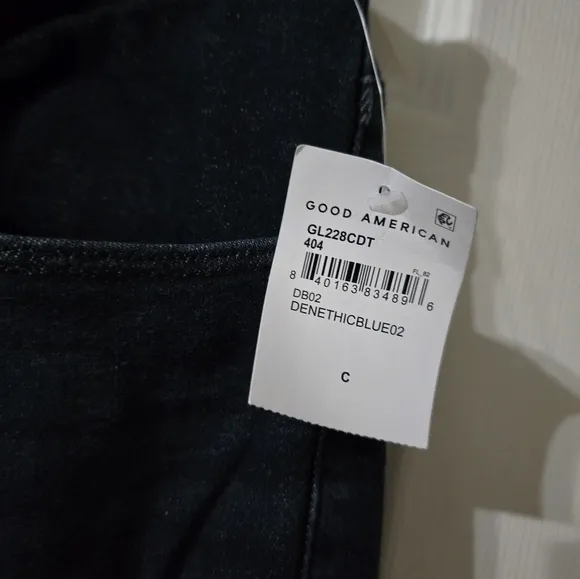 GOOD AMERICAN
GL228CDT
404
FL_82
8 40163 83489 6
DB02
DENETHICBLUE02
C